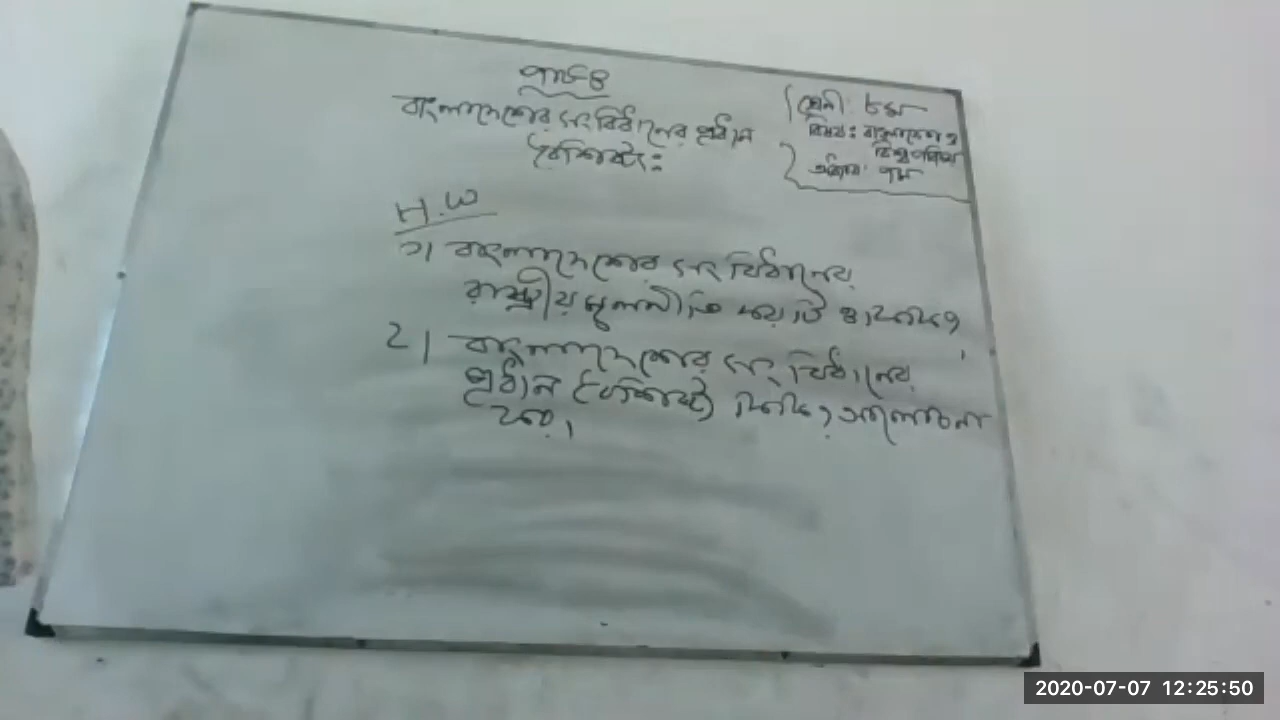 পাঠ-৪
বাংলাদেশের সংবিধানের প্রধান
বৈশিষ্ট্য:
শ্রেণী: ৮ম
বিষয়: বাংলাদেশ ও
বিশ্বপরিচয়
অধ্যায়: ৭ম
H.W
১। বাংলাদেশের সংবিধানের
রাষ্ট্রীয় মূলনীতি কয়টি ও কি কি?
২। বাংলাদেশের সংবিধানের
প্রধান বৈশিষ্ট্য কি কি? আলোচনা
কর।
2020-07-07 12:25:50